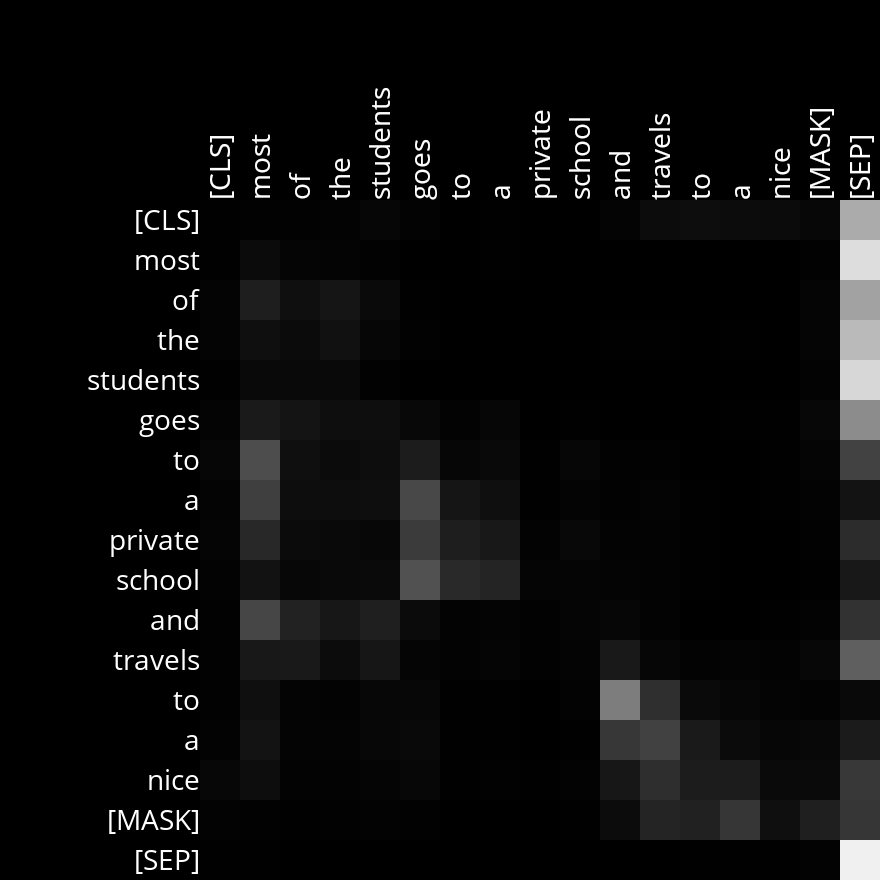 [CLS] most of the students goes to a private school and travels to a nice [MASK] [SEP]
[CLS]
most
of
the
students
goes
to
a
private
school
and
travels
to
a
nice
[MASK]
[SEP]